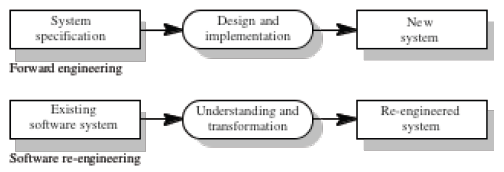 System
specification
Design and
implementation
New
system
Forward engineering
Existing
software system
Understanding and
transformation
Re-engineered
system
Software re-engineering